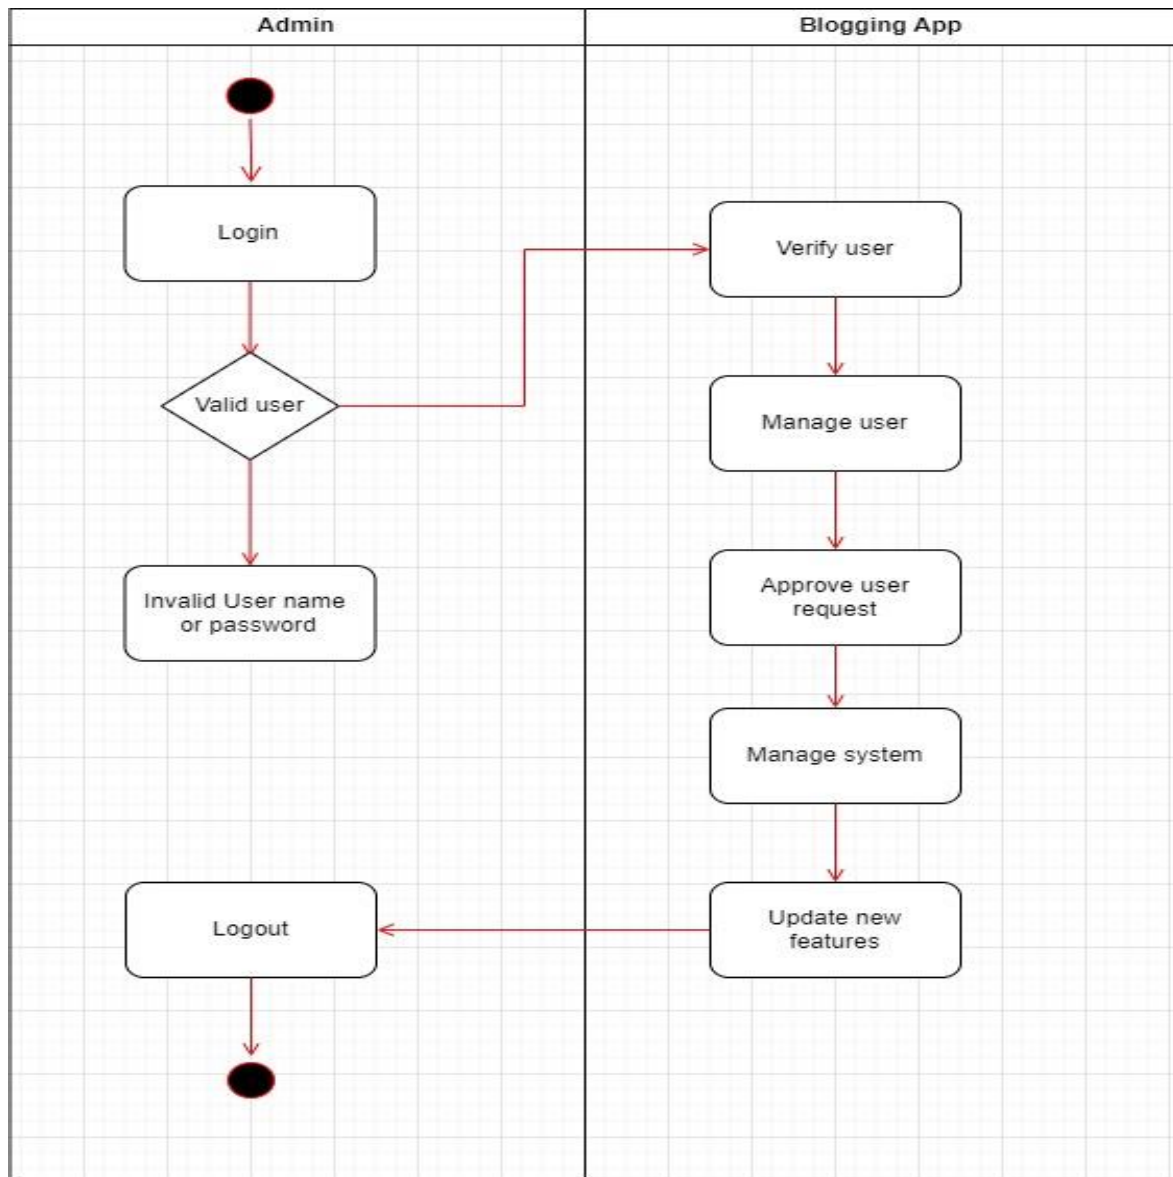 Admin
Blogging App
Login
Verify user
Valid user
Manage user
Invalid User name
or password
Approve user
request
Manage system
Logout
Update new
features